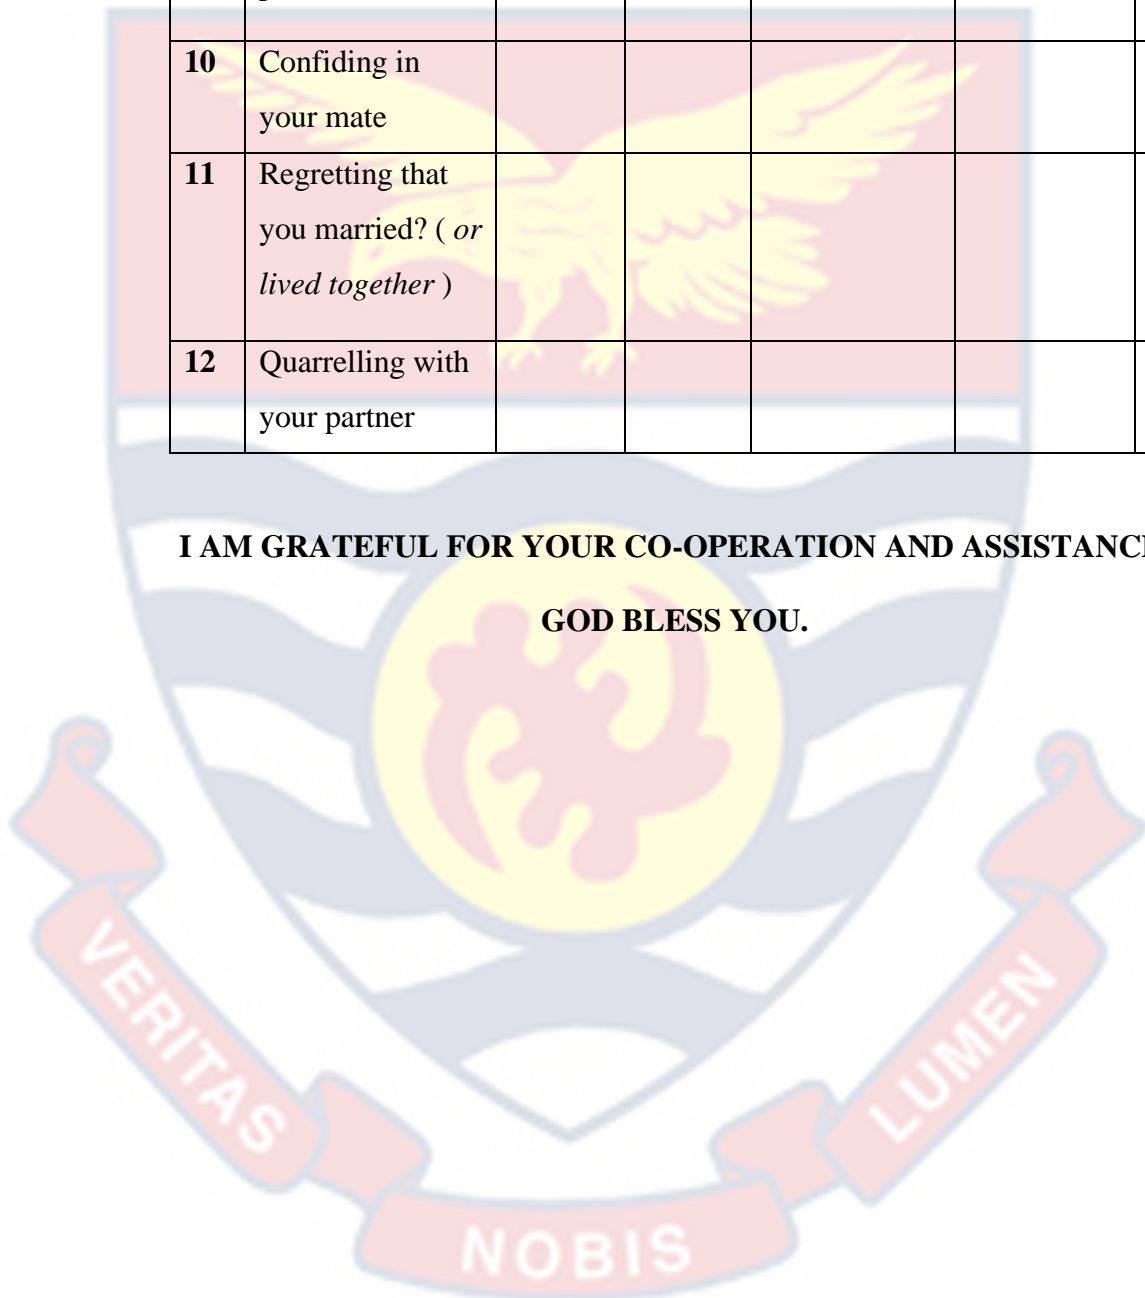 10 Confiding in
your mate
11 Regretting that
you married? ( or
lived together )
12 Quarrelling with
your partner
I AM GRATEFUL FOR YOUR CO-OPERATION AND ASSISTANC
GOD BLESS YOU.
VERITAS
LUMEN
NOBIS